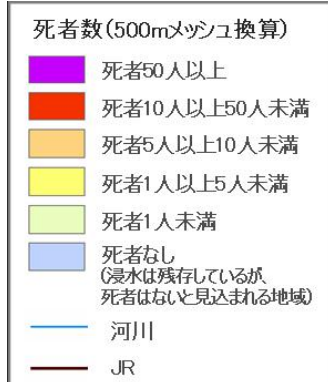 死者数(500mメッシュ換算)
死者50人以上
死者10人以上50人未満
死者5人以上10人未満
死者1人以上5人未満
死者1人未満
死者なし
(浸水は残存しているが、
死者はないと見込まれる地域)
河川
JR